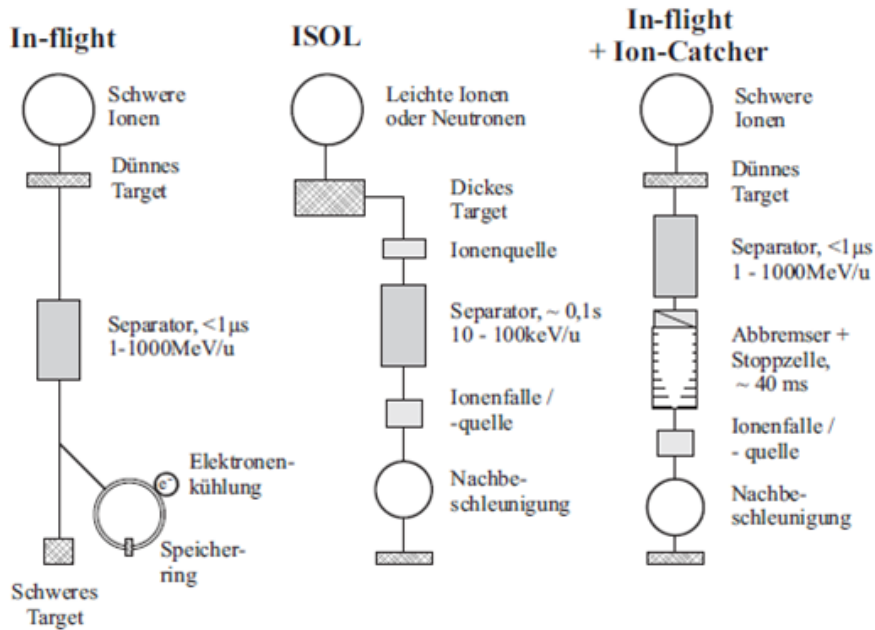 In-flight
Schwere
Ionen
Dünnes
Target
Separator, <1µs
1-1000MeV/u
Elektronen-
kühlung
e⁻
Speicher-
ring
Schweres
Target
ISOL
Leichte Ionen
oder Neutronen
Dickes
Target
Ionenquelle
Separator, ~ 0,1s
10 - 100keV/u
Ionenfalle /
-quelle
Nachbe-
schleunigung
In-flight
+ Ion-Catcher
Schwere
Ionen
Dünnes
Target
Separator, <1µs
1 - 1000MeV/u
Abbremser +
Stoppzelle,
~ 40 ms
Ionenfalle /
- quelle
Nachbe-
schleunigung